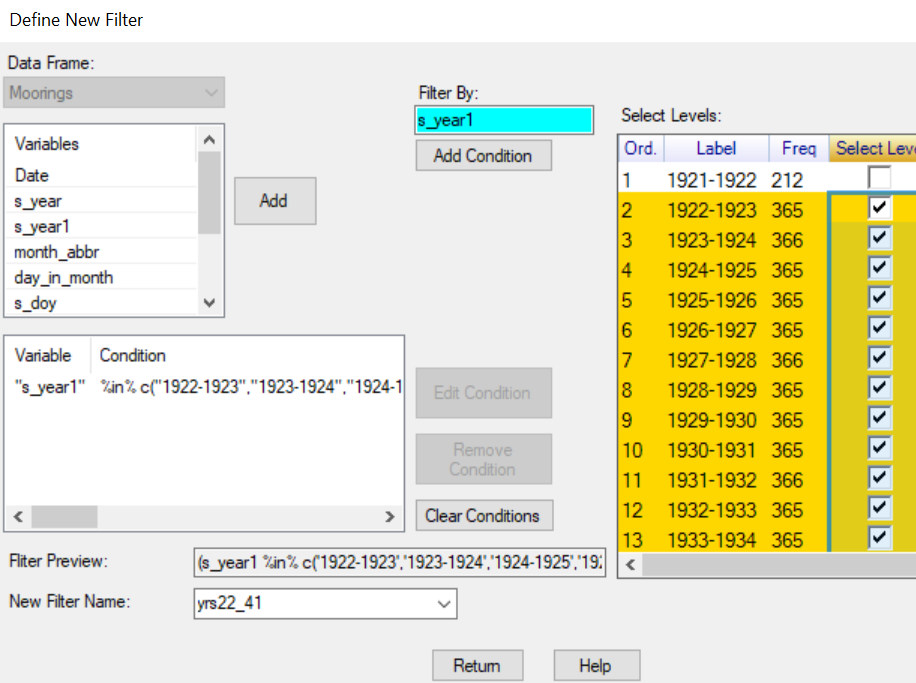 Define New Filter
Data Frame:
Moorings
Variables
Date
s_year
s_year1
month_abbr
day_in_month
s_doy
Add
Filter By:
s_year1
Add Condition
Select Levels:
Ord. Label Freq Select Leve
1 1921-1922 212
2 1922-1923 365
3 1923-1924 366
4 1924-1925 365
5 1925-1926 365
6 1926-1927 365
7 1927-1928 366
8 1928-1929 365
9 1929-1930 365
10 1930-1931 365
11 1931-1932 366
12 1932-1933 365
13 1933-1934 365
Variable Condition
"s_year1" %in% c("1922-1923","1923-1924","1924-1
Edit Condition
Remove
Condition
Clear Conditions
Fliter Preview:
(s_year1 %in% c('1922-1923','1923-1924','1924-1925','192
New Filter Name:
yrs22_41
Return
Help